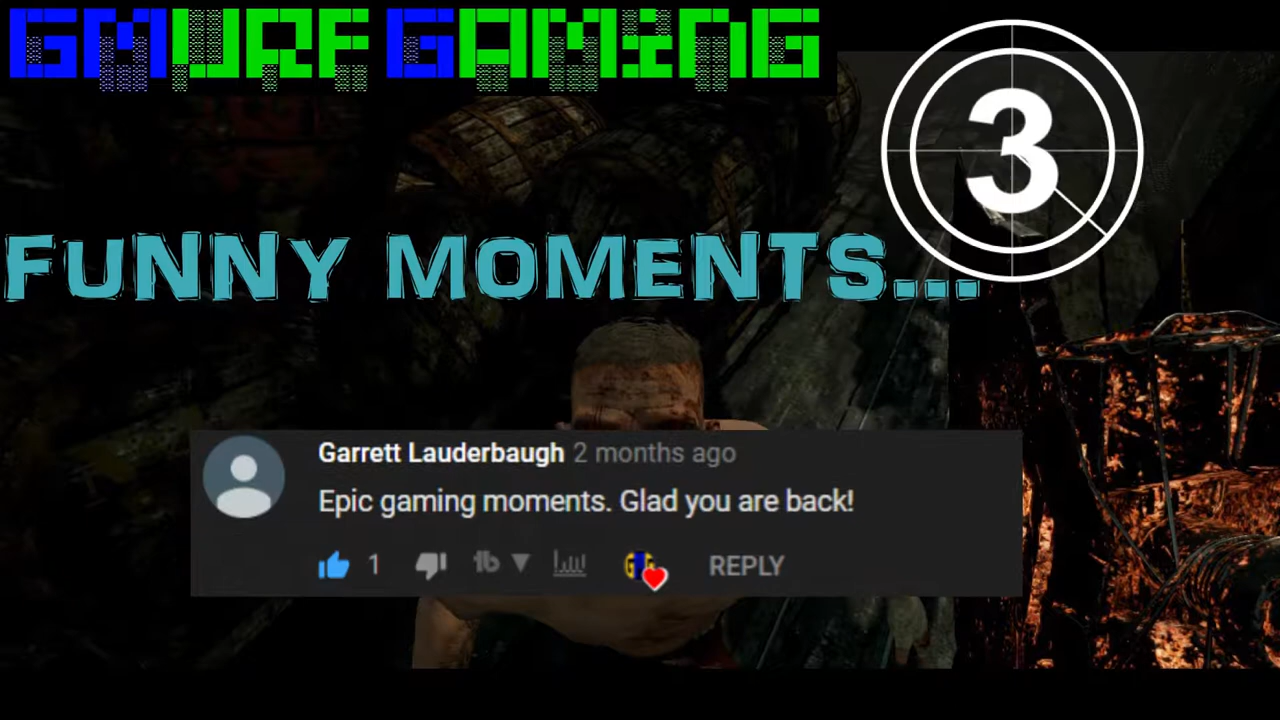 GMURF GAMING
3
FUNNY MOMENTS...
Garrett Lauderbaugh 2 months ago
Epic gaming moments. Glad you are back!
1
REPLY